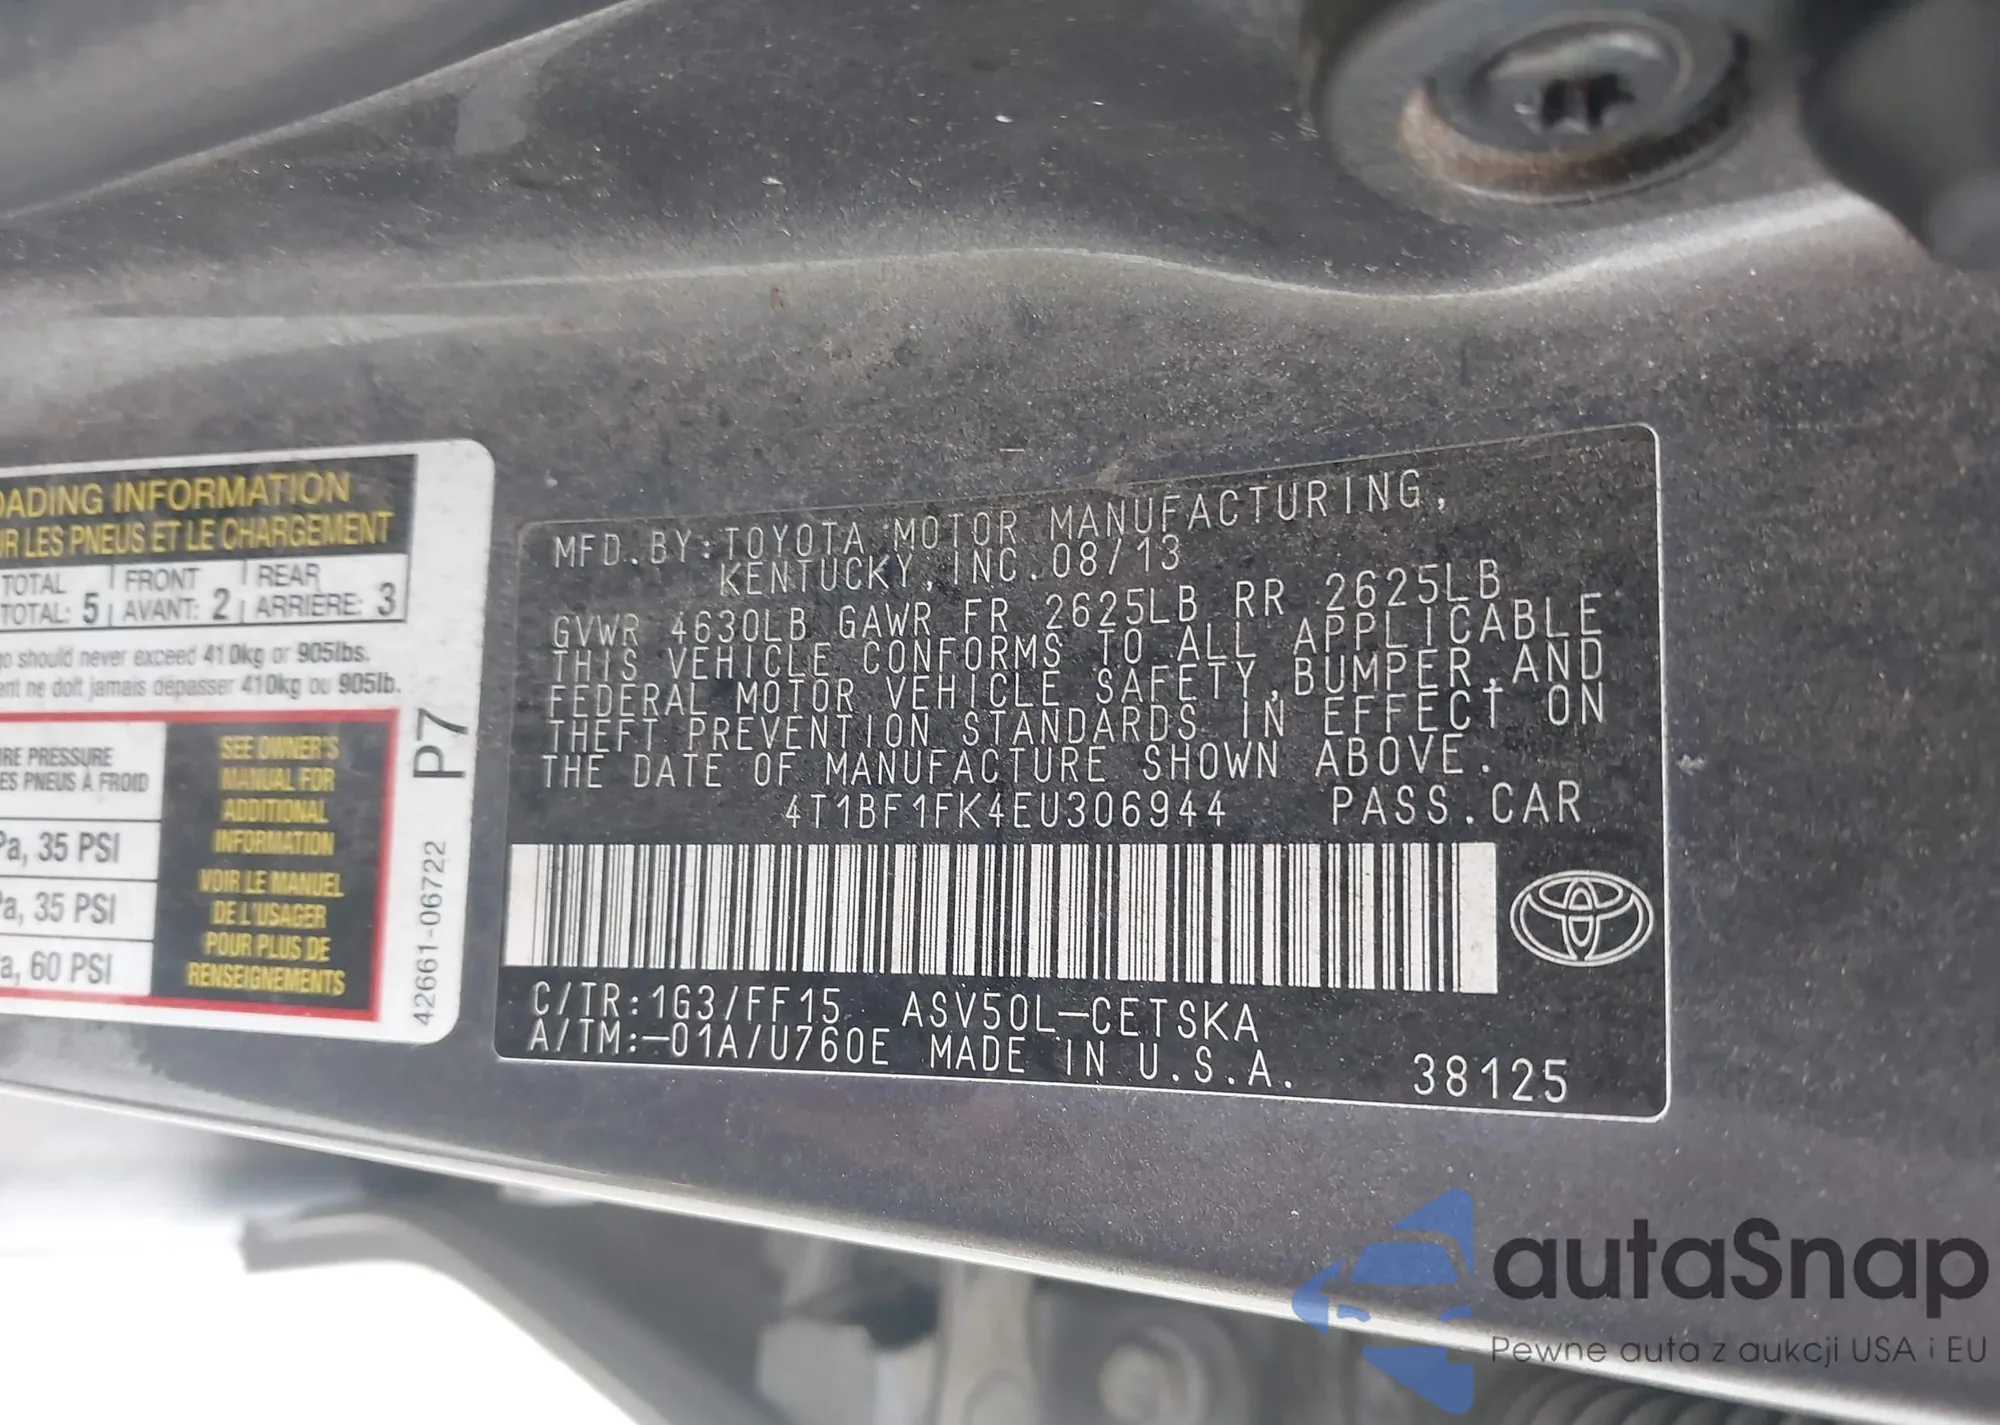 OADING INFORMATION
UR LES PNEUS ET LE CHARGEMENT
TOTAL FRONT REAR
TOTAL: 5 AVANT: 2 ARRIÈRE: 3
go should never exceed 410kg or 905lbs.
ent ne doit jamais dépasser 410kg ou 905lb.
IRE PRESSURE
ES PNEUS À FROID
Pa, 35 PSI
Pa, 35 PSI
a, 60 PSI
SEE OWNER'S
MANUAL FOR
ADDITIONAL
INFORMATION
VOIR LE MANUEL
DE L'USAGER
POUR PLUS DE
RENSEIGNEMENTS
P7
42661-06722
MFD.BY:TOYOTA MOTOR MANUFACTURING,
KENTUCKY,INC.08/13
GVWR 4630LB GAWR FR 2625LB RR 2625LB
THIS VEHICLE CONFORMS TO ALL APPLICABLE
FEDERAL MOTOR VEHICLE SAFETY,BUMPER,AND
THEFT PREVENTION STANDARDS IN EFFECT ON
THE DATE OF MANUFACTURE SHOWN ABOVE.
4T1BF1FK4EU306944 PASS.CAR
C/TR:1G3/FF15 ASV50L-CETSKA
A/TM:-01A/U760E MADE IN U.S.A. 38125
autaSnap
Pewne auta z aukcji USA i EU